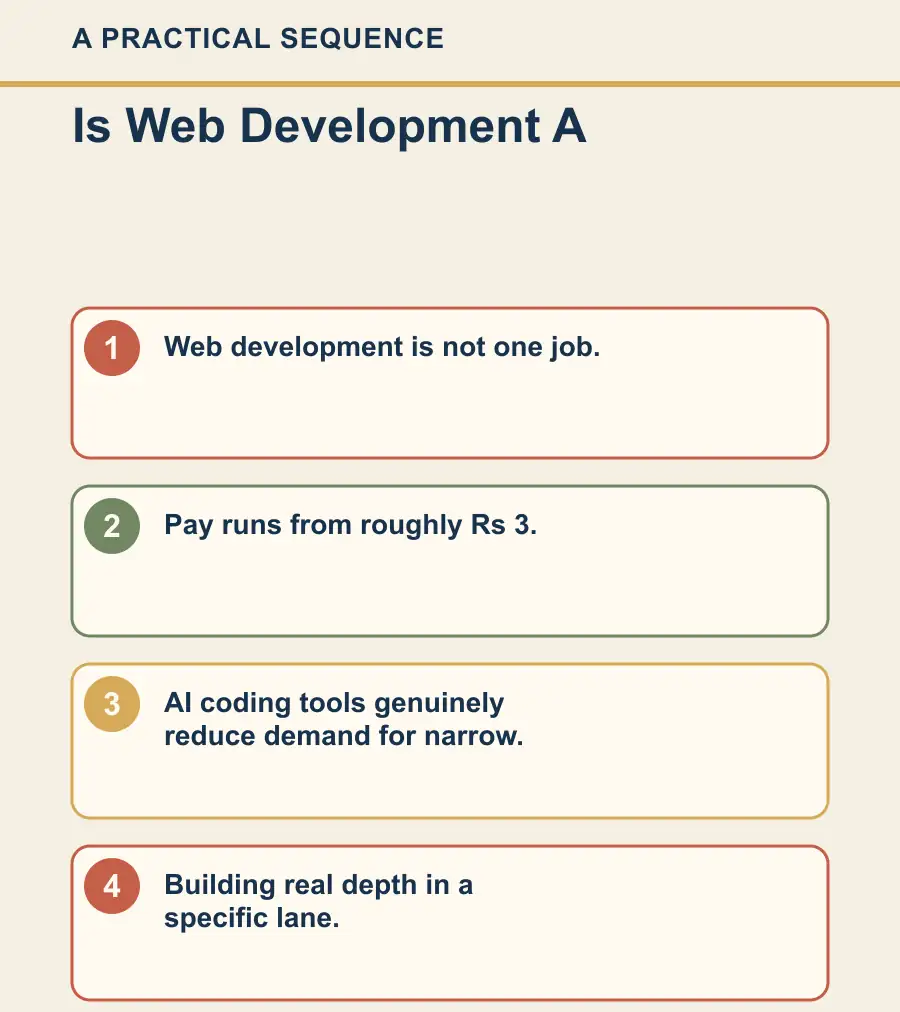 A PRACTICAL SEQUENCE
Is Web Development A
1
Web development is not one job.
2
Pay runs from roughly Rs 3.
3
AI coding tools genuinely
reduce demand for narrow.
4
Building real depth in a
specific lane.